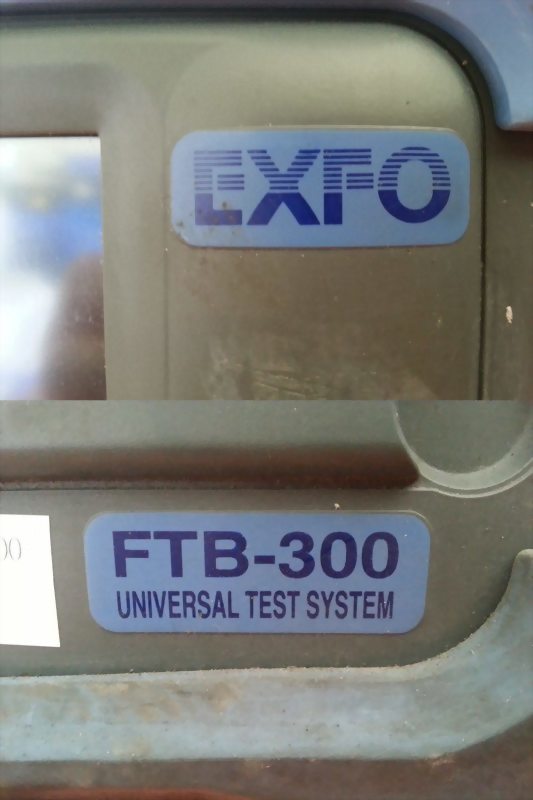 EXFO
FTB-300
UNIVERSAL TEST SYSTEM